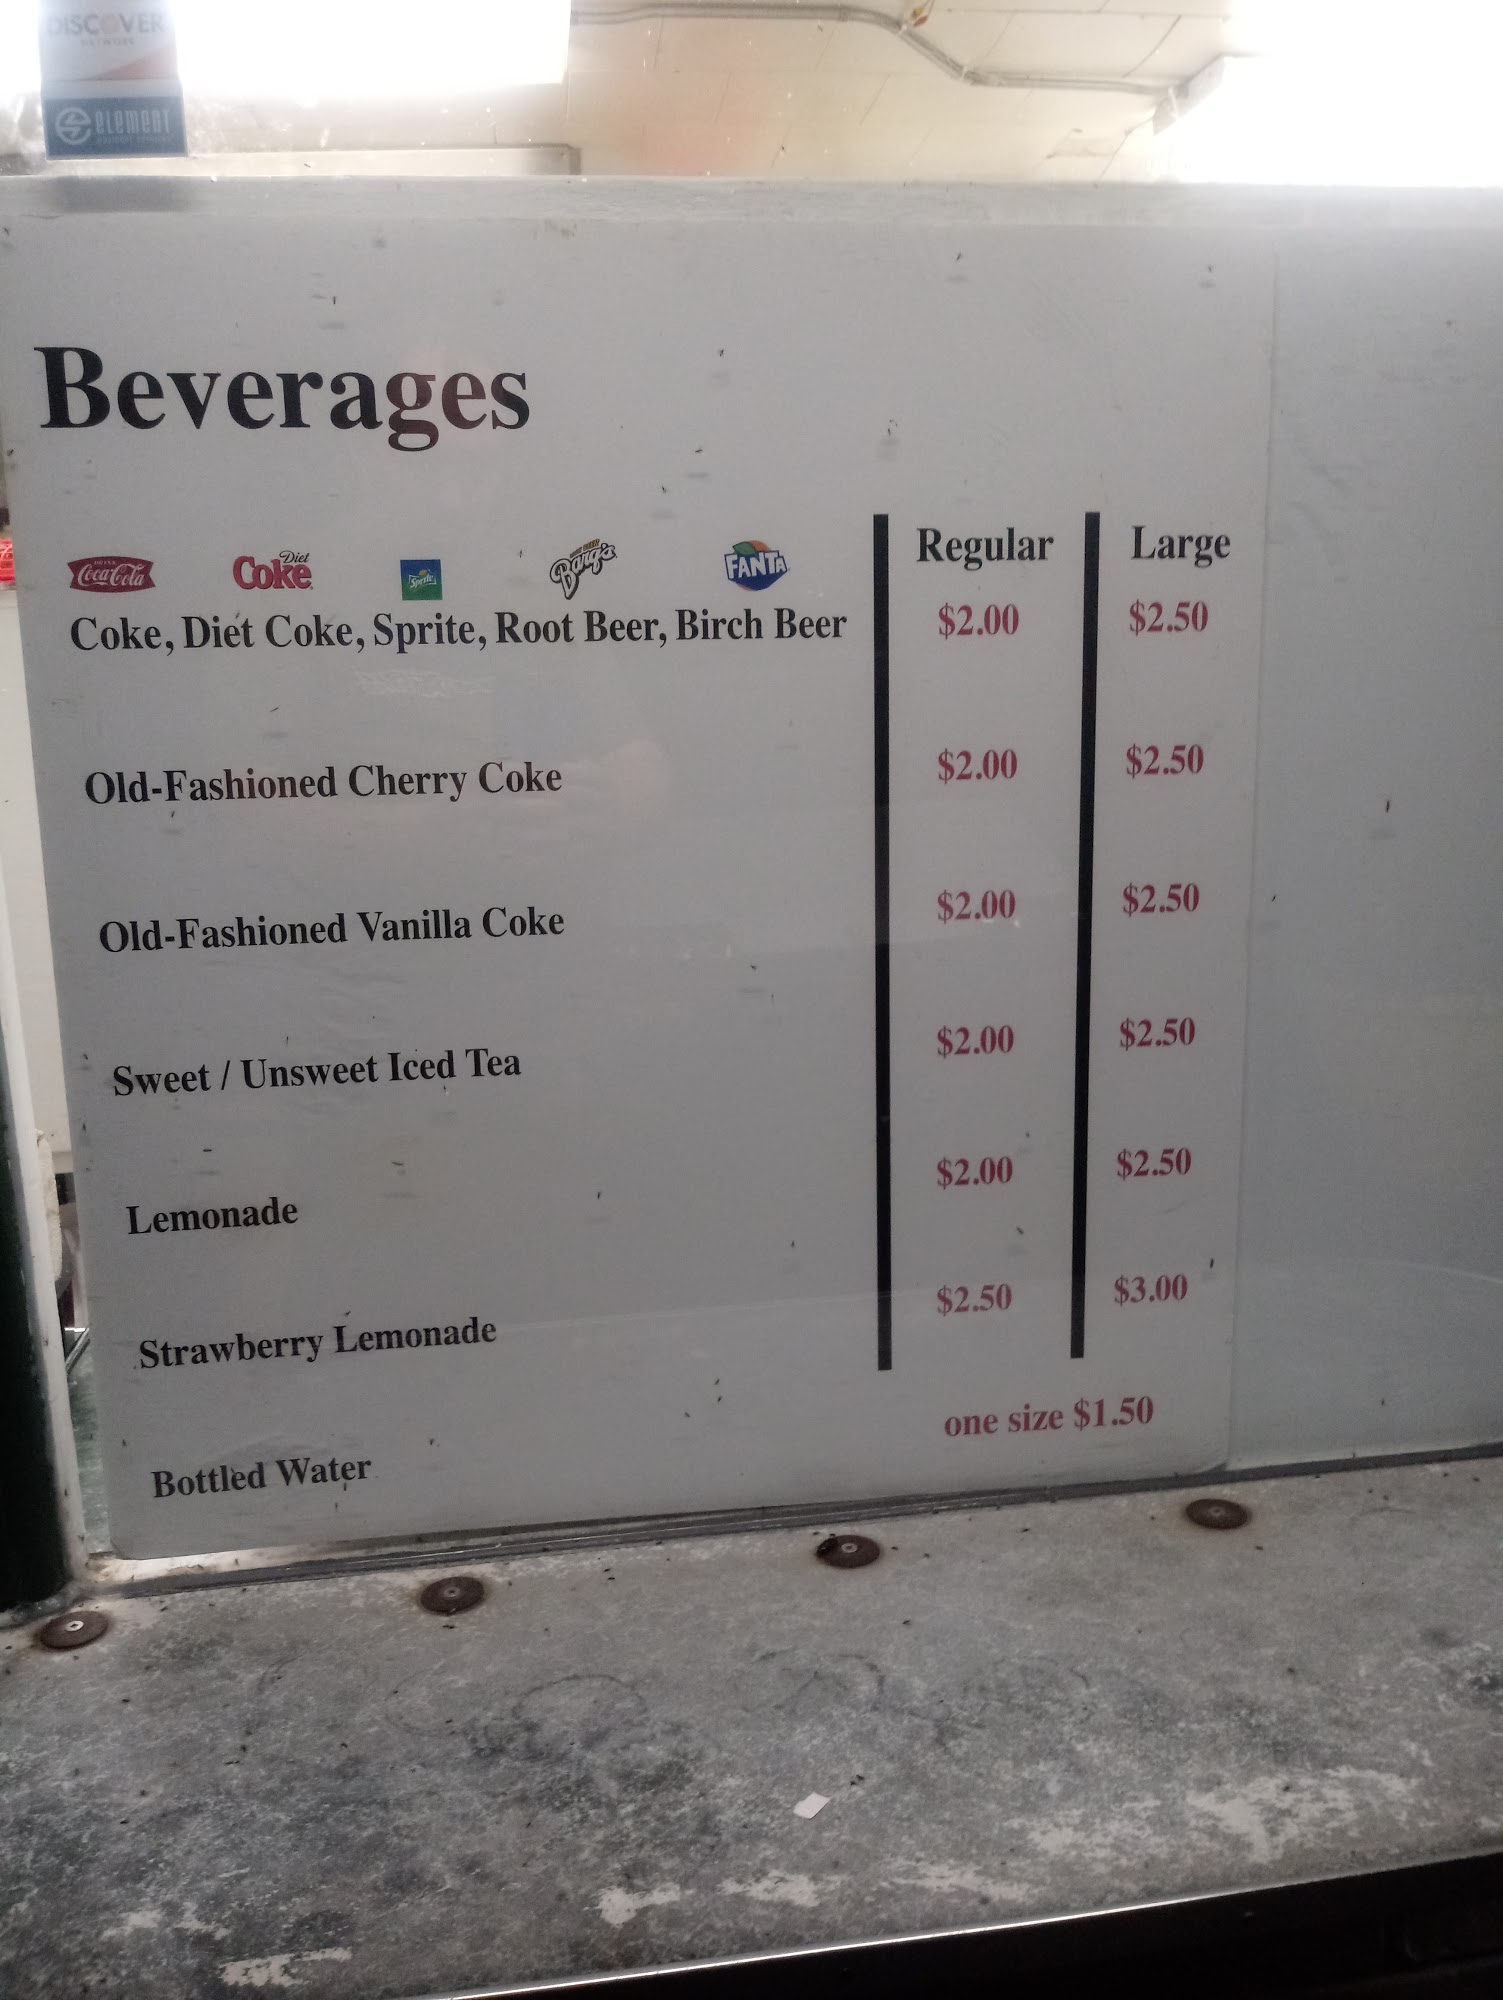 DISCOVER
NETWORK
element
Beverages
DRINK
Coca-Cola
Diet
Coke
Sprite
Barq's
FANTA
Regular Large
Coke, Diet Coke, Sprite, Root Beer, Birch Beer $2.00 $2.50
Old-Fashioned Cherry Coke $2.00 $2.50
Old-Fashioned Vanilla Coke $2.00 $2.50
Sweet / Unsweet Iced Tea $2.00 $2.50
Lemonade $2.00 $2.50
Strawberry Lemonade $2.50 $3.00
Bottled Water one size $1.50